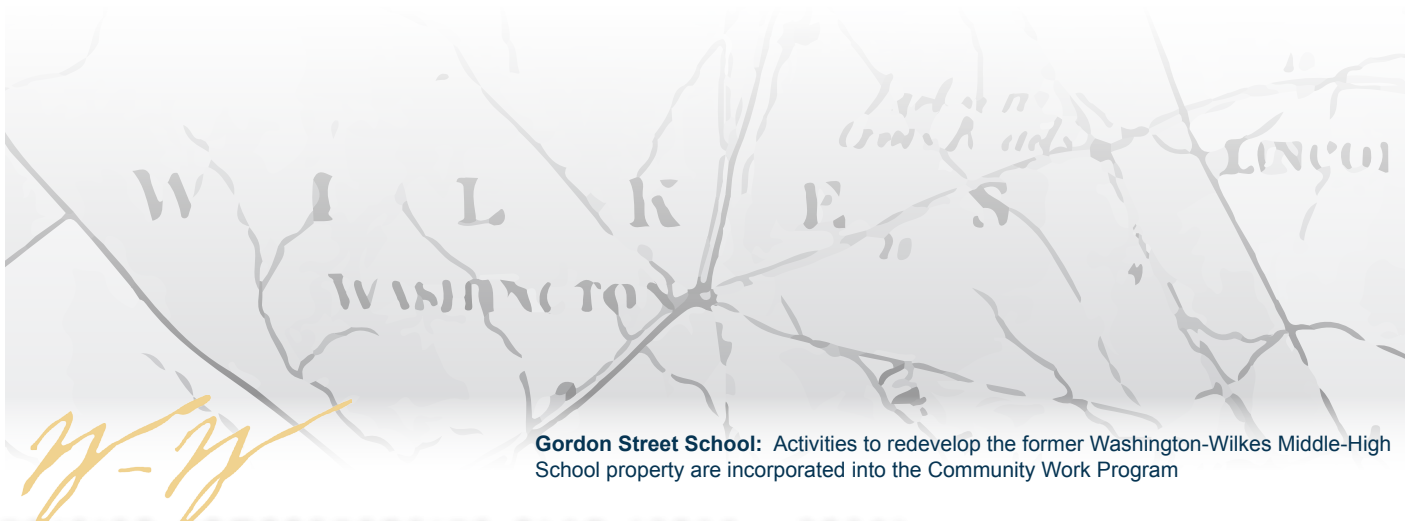 W I L K E S
LINCOL
WASHINGTON
Gordon Street School: Activities to redevelop the former Washington-Wilkes Middle-High
School property are incorporated into the Community Work Program